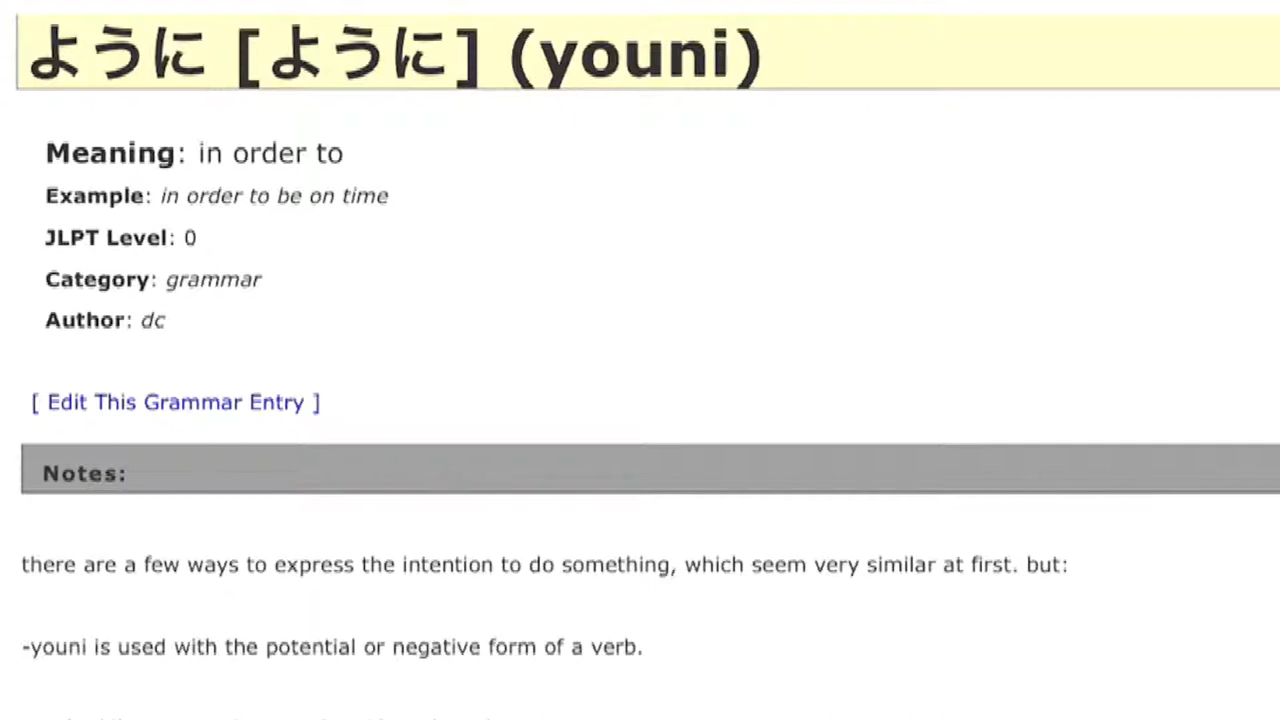 ように [ように] (youni)
Meaning: in order to
Example: in order to be on time
JLPT Level: 0
Category: grammar
Author: dc
[ Edit This Grammar Entry ]
Notes:
there are a few ways to express the intention to do something, which seem very similar at first. but:
-youni is used with the potential or negative form of a verb.